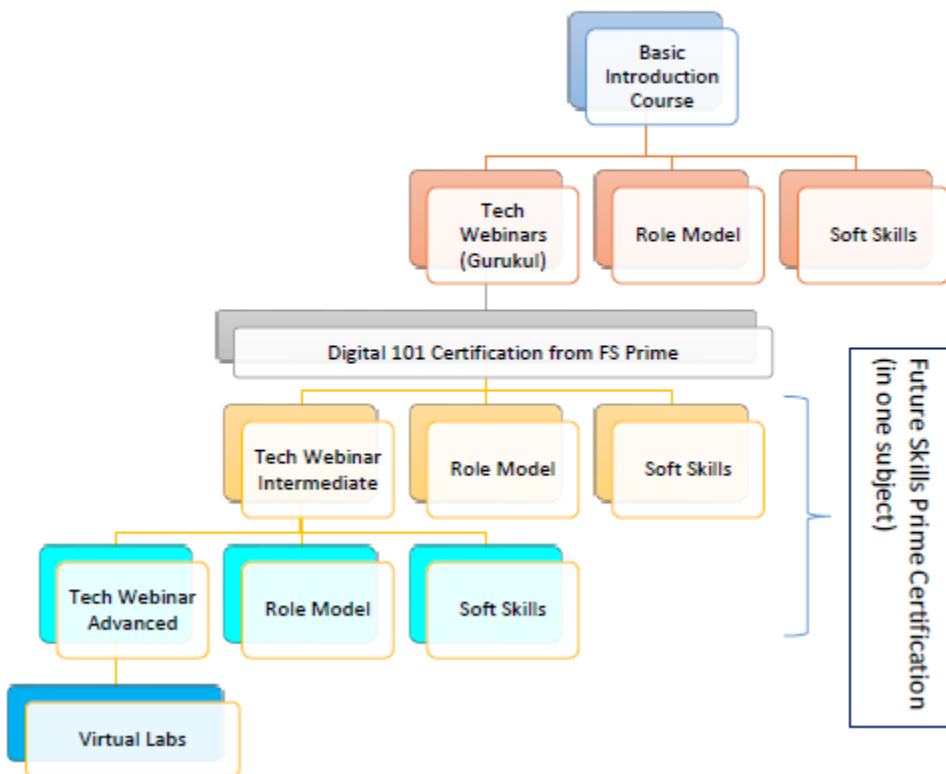 Basic
Introduction
Course
Tech
Webinars
(Gurukul)
Role Model
Soft Skills
Digital 101 Certification from FS Prime
Tech Webinar
Intermediate
Role Model
Soft Skills
Future Skills Prime Certification
(in one subject)
Tech Webinar
Advanced
Role Model
Soft Skills
Virtual Labs